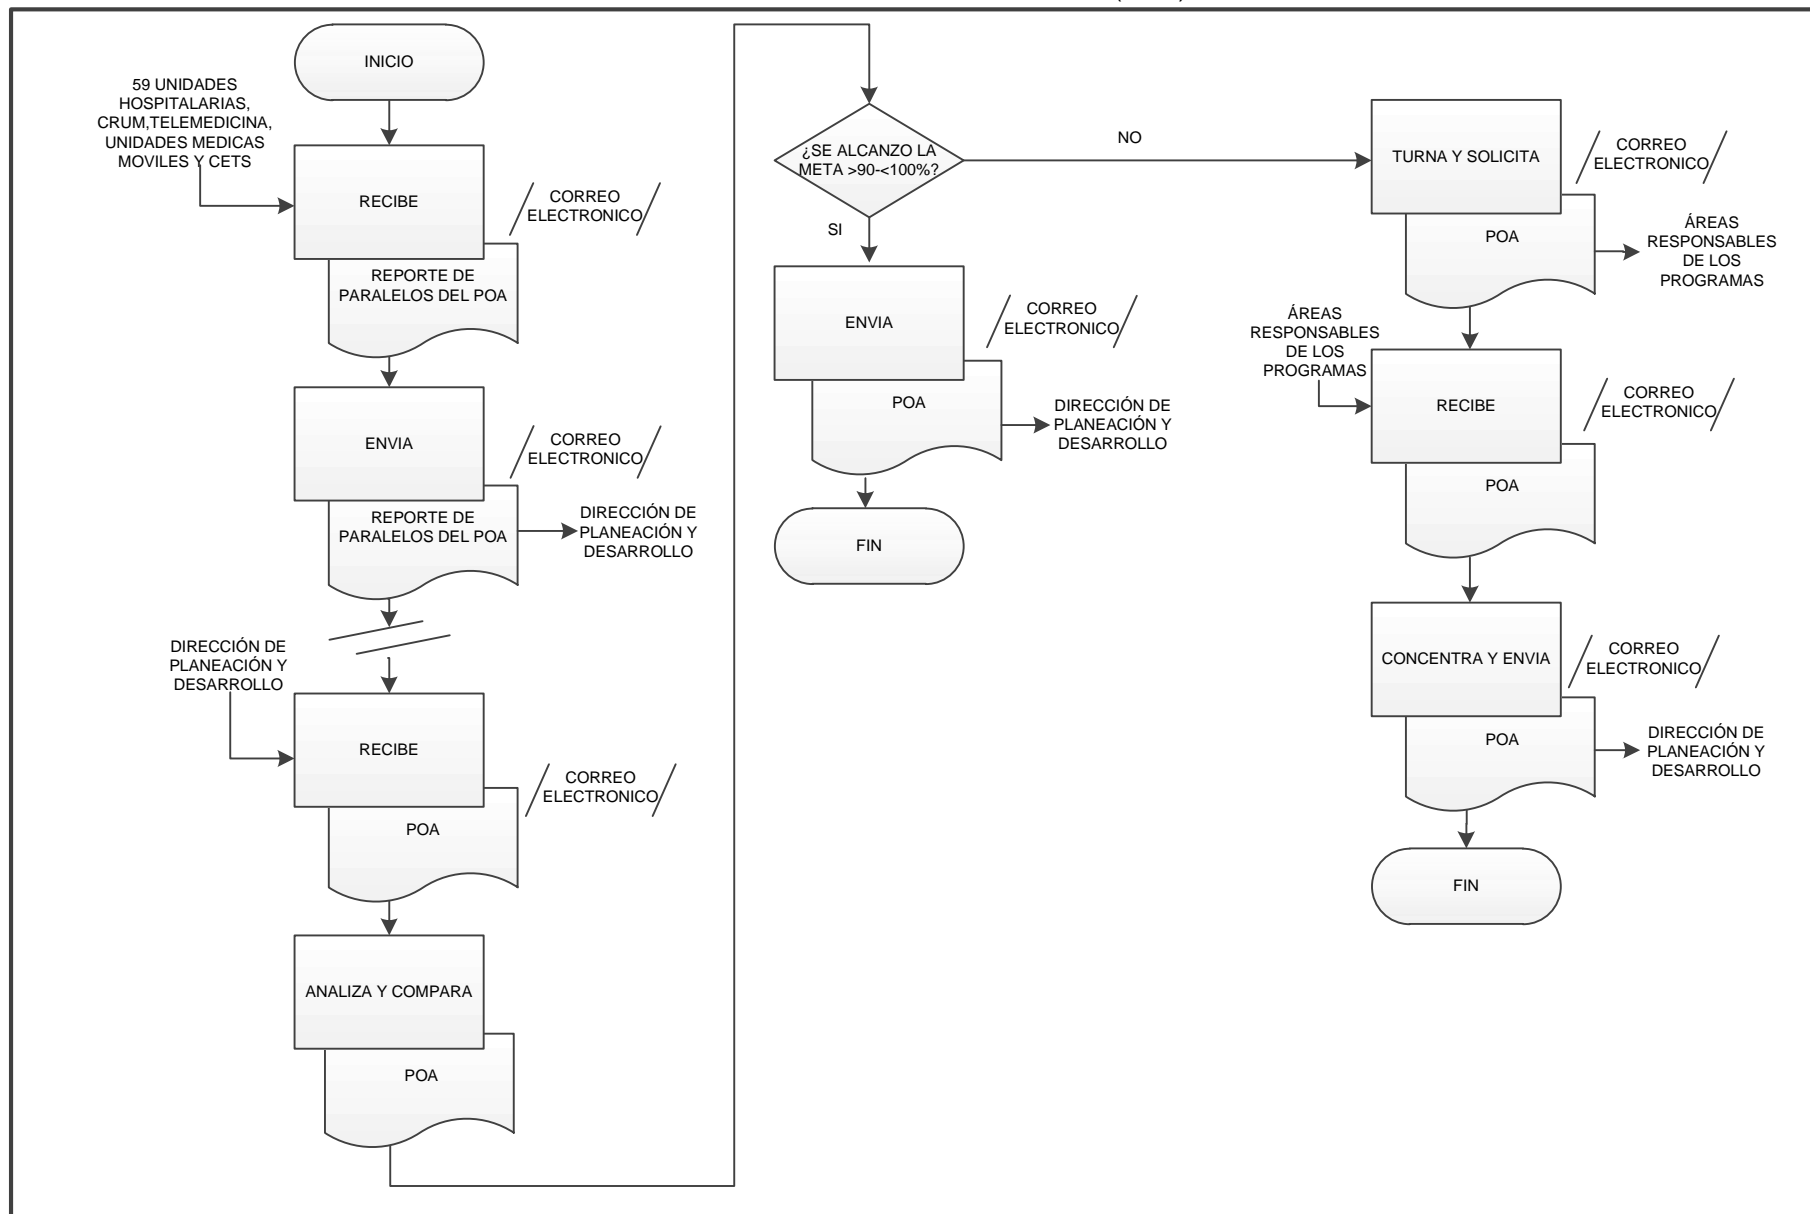 INICIO
59 UNIDADES
HOSPITALARIAS,
CRUM,TELEMEDICINA,
UNIDADES MEDICAS
MOVILES Y CETS
RECIBE
CORREO
ELECTRONICO
REPORTE DE
PARALELOS DEL POA
ENVIA
CORREO
ELECTRONICO
REPORTE DE
PARALELOS DEL POA
DIRECCIÓN DE
PLANEACIÓN Y
DESARROLLO
DIRECCIÓN DE
PLANEACIÓN Y
DESARROLLO
RECIBE
CORREO
ELECTRONICO
POA
ANALIZA Y COMPARA
POA
¿SE ALCANZO LA
META >90-<100%?
NO
SI
ENVIA
CORREO
ELECTRONICO
POA
DIRECCIÓN DE
PLANEACIÓN Y
DESARROLLO
FIN
TURNA Y SOLICITA
CORREO
ELECTRONICO
POA
ÁREAS
RESPONSABLES
DE LOS
PROGRAMAS
ÁREAS
RESPONSABLES
DE LOS
PROGRAMAS
RECIBE
CORREO
ELECTRONICO
POA
CONCENTRA Y ENVIA
CORREO
ELECTRONICO
POA
DIRECCIÓN DE
PLANEACIÓN Y
DESARROLLO
FIN